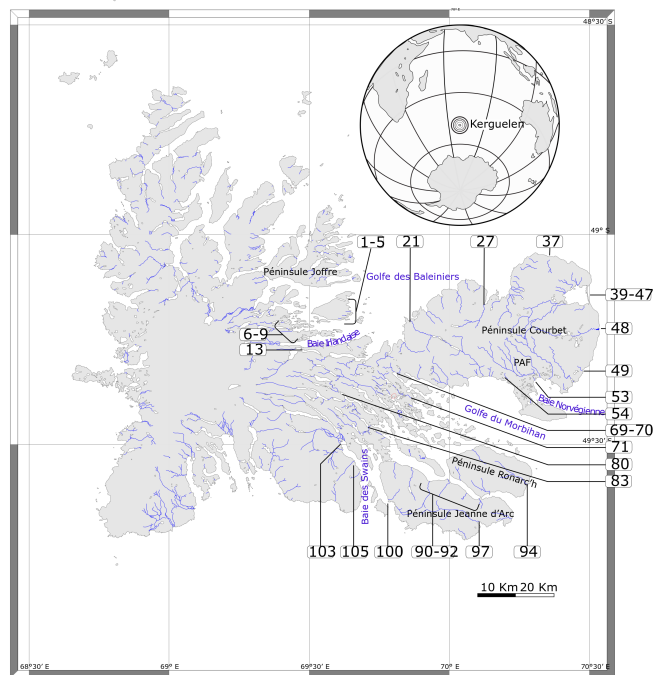 48°30' S
Kerguelen
49° S
1-5
21
27
37
Péninsule Joffre
Golfe des Baleiniers
39-47
6-9
Baie Irlandaise
Péninsule Courbet
48
13
PAF
49
53
Baie Norvégienne
54
Golfe du Morbihan
69-70
49°30' S
71
80
Péninsule Ronarc'h
83
Baie des Swains
Péninsule Jeanne d'Arc
103
105
100
90-92
97
94
10 Km 20 Km
68°30' E
69° E
69°30' E
70° E
70°30' E